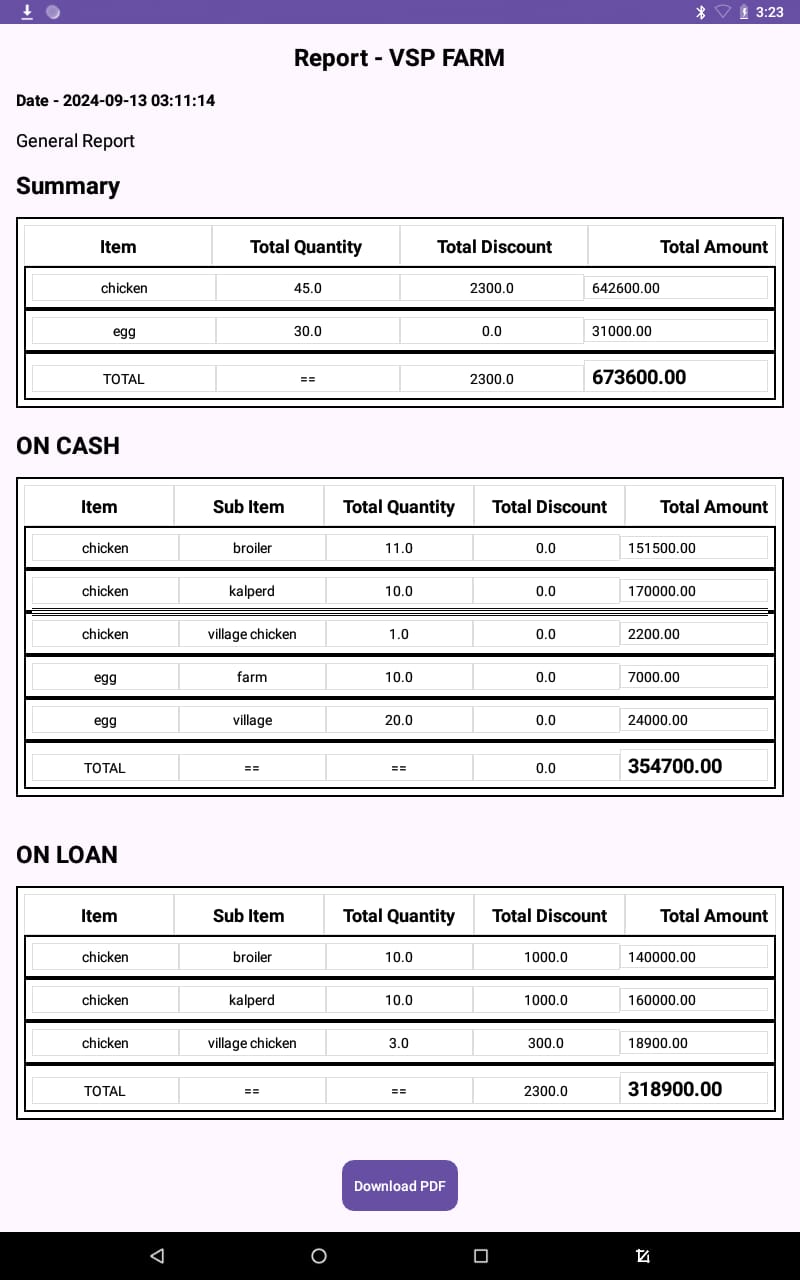 3:23
Report - VSP FARM
Date - 2024-09-13 03:11:14
General Report
Summary
Item Total Quantity Total Discount Total Amount
chicken 45.0 2300.0 642600.00
egg 30.0 0.0 31000.00
TOTAL == 2300.0 673600.00
ON CASH
Item Sub Item Total Quantity Total Discount Total Amount
chicken broiler 11.0 0.0 151500.00
chicken kalperd 10.0 0.0 170000.00
chicken village chicken 1.0 0.0 2200.00
egg farm 10.0 0.0 7000.00
egg village 20.0 0.0 24000.00
TOTAL == == 0.0 354700.00
ON LOAN
Item Sub Item Total Quantity Total Discount Total Amount
chicken broiler 10.0 1000.0 140000.00
chicken kalperd 10.0 1000.0 160000.00
chicken village chicken 3.0 300.0 18900.00
TOTAL == == 2300.0 318900.00
Download PDF